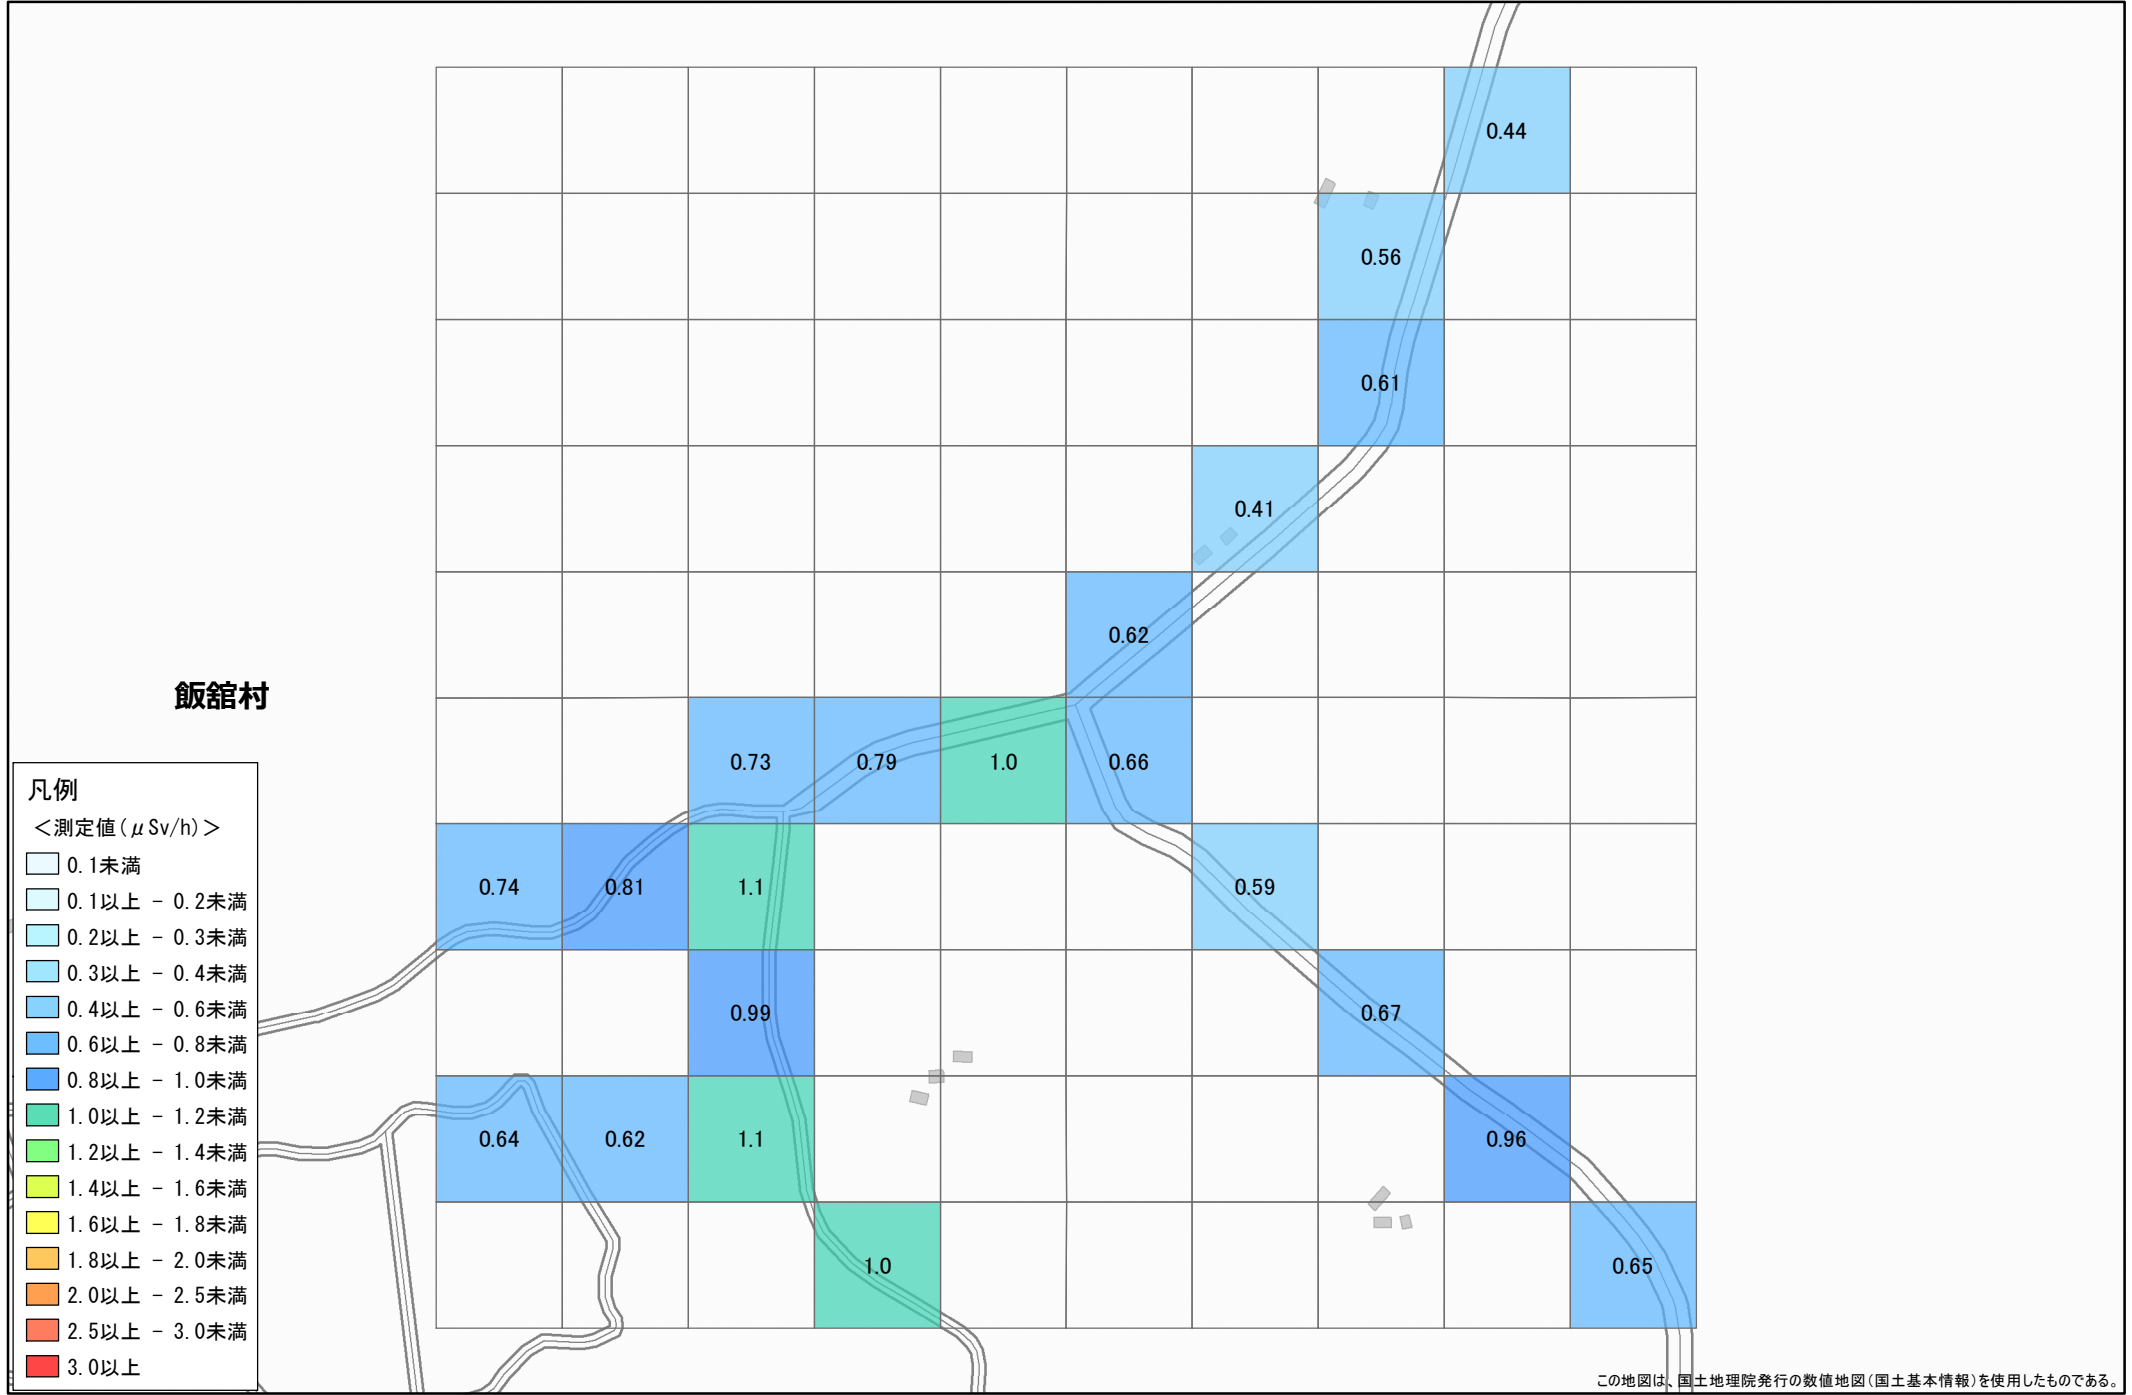 0.44
0.56
0.61
0.41
0.62
飯舘村
0.73 0.79 1.0 0.66
0.74 0.81 1.1 0.59
0.99 0.67
0.64 0.62 1.1 0.96
1.0 0.65
凡例
＜測定値(μSv/h)＞
0.1未満
0.1以上 - 0.2未満
0.2以上 - 0.3未満
0.3以上 - 0.4未満
0.4以上 - 0.6未満
0.6以上 - 0.8未満
0.8以上 - 1.0未満
1.0以上 - 1.2未満
1.2以上 - 1.4未満
1.4以上 - 1.6未満
1.6以上 - 1.8未満
1.8以上 - 2.0未満
2.0以上 - 2.5未満
2.5以上 - 3.0未満
3.0以上
この地図は、国土地理院発行の数値地図(国土基本情報)を使用したものである。